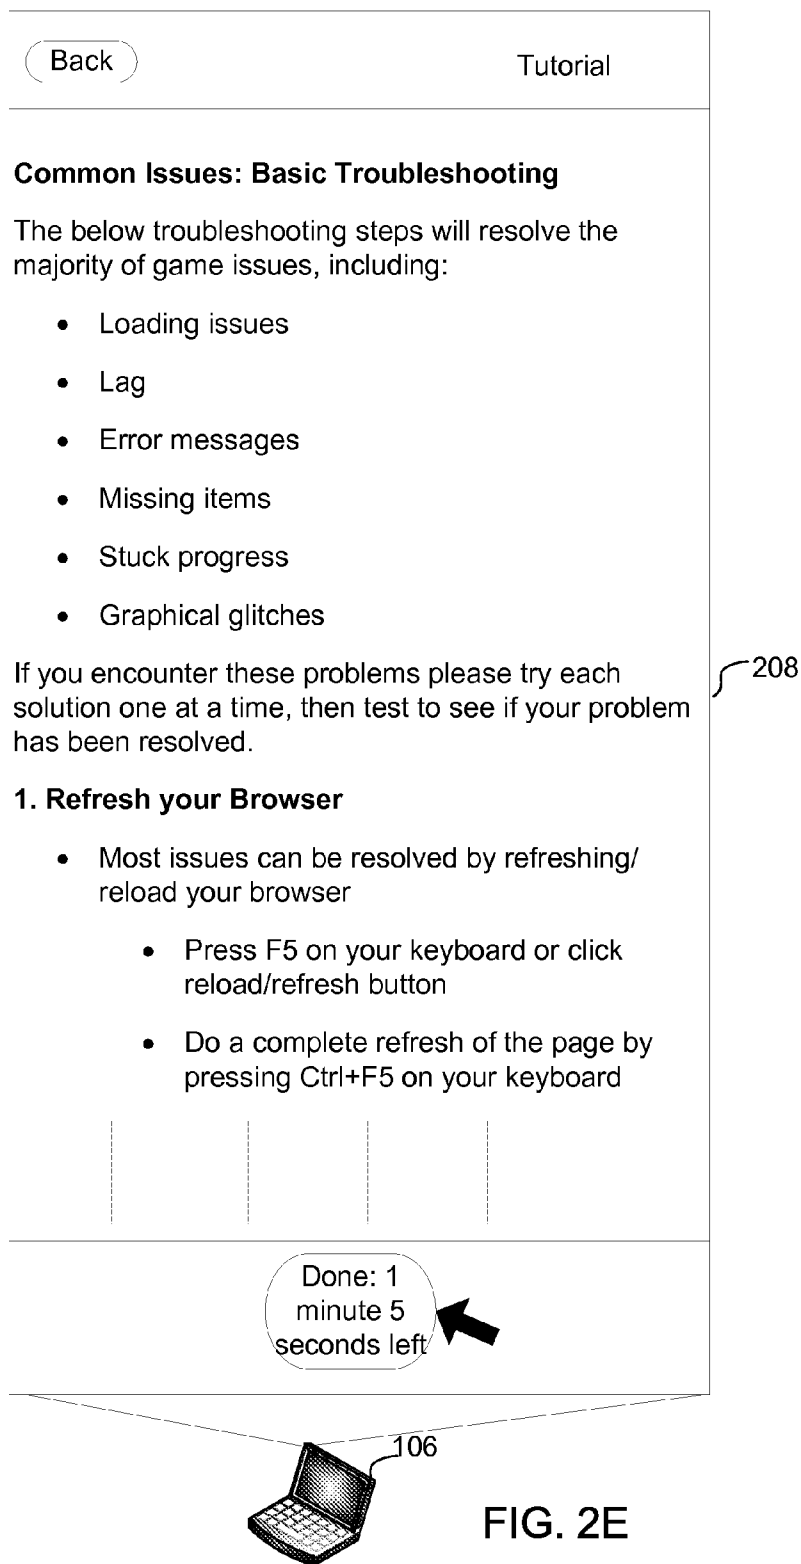 Back
Tutorial
Common Issues: Basic Troubleshooting
The below troubleshooting steps will resolve the
majority of game issues, including:
• Loading issues
• Lag
• Error messages
• Missing items
• Stuck progress
• Graphical glitches
If you encounter these problems please try each
solution one at a time, then test to see if your problem
has been resolved.
208
1. Refresh your Browser
• Most issues can be resolved by refreshing/
reload your browser
• Press F5 on your keyboard or click
reload/refresh button
• Do a complete refresh of the page by
pressing Ctrl+F5 on your keyboard
Done: 1
minute 5
seconds left
106
FIG. 2E